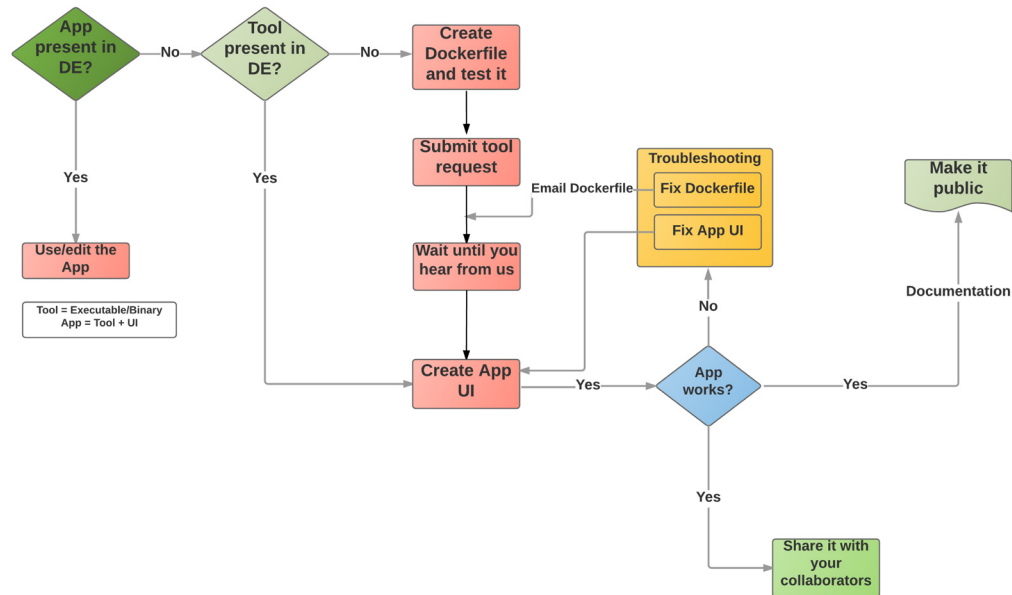 App
present in
DE?
No
Tool
present in
DE?
No
Create
Dockerfile
and test it
Submit tool
request
Troubleshooting
Fix Dockerfile
Email Dockerfile
Fix App UI
Make it
public
Yes
Yes
Use/edit the
App
Wait until you
hear from us
Tool = Executable/Binary
App = Tool + UI
No
Documentation
Create App
UI
Yes
App
works?
Yes
Yes
Share it with
your
collaborators